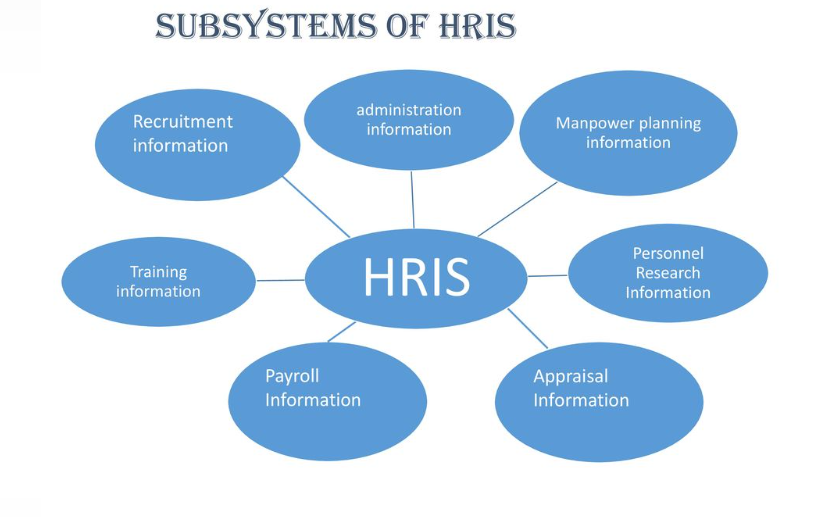 SUBSYSTEMS OF HRIS
Recruitment
information
administration
information
Manpower planning
information
Training
information
HRIS
Personnel
Research
Information
Payroll
Information
Appraisal
Information